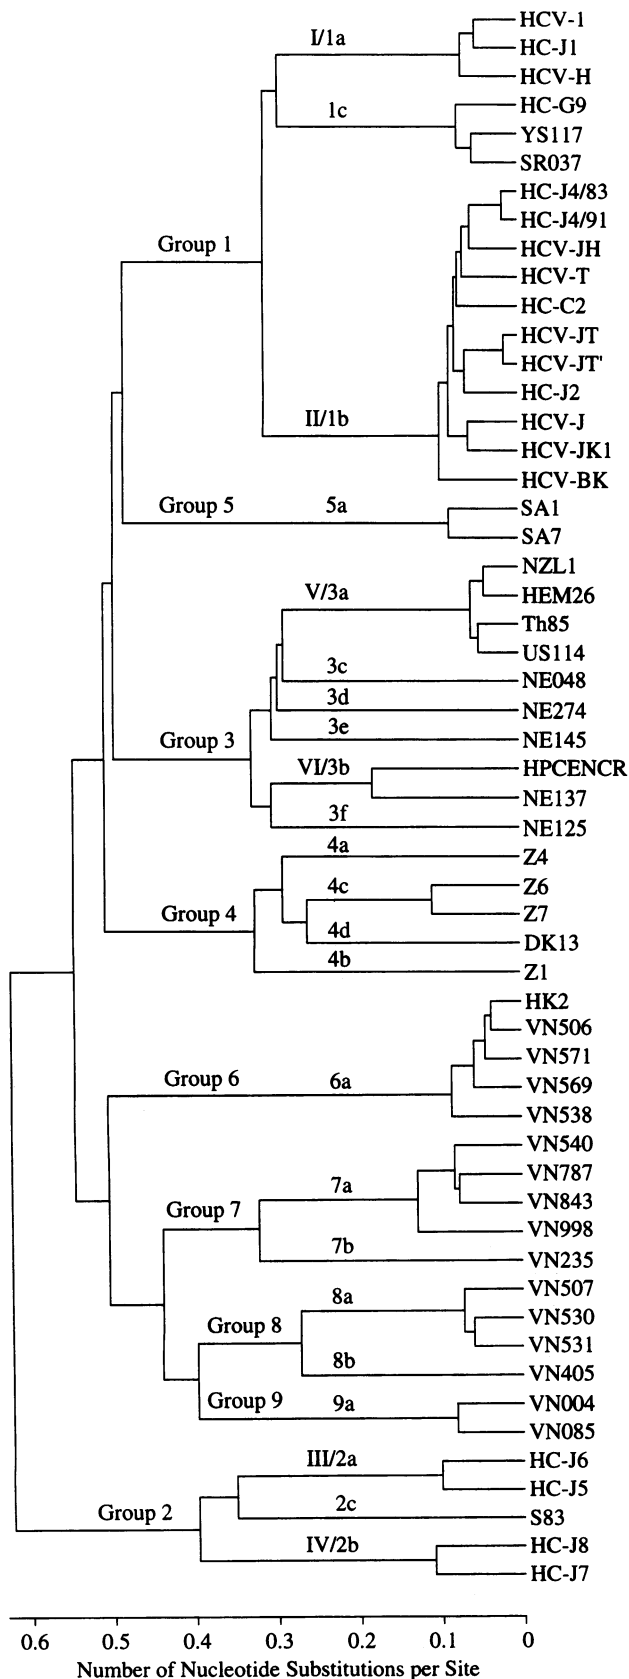 HCV-1
I/1a
HC-J1
HCV-H
HC-G9
1c
YS117
SR037
HC-J4/83
HC-J4/91
Group 1
HCV-JH
HCV-T
HC-C2
HCV-JT
HCV-JT'
HC-J2
II/1b
HCV-J
HCV-JK1
HCV-BK
Group 5
5a
SA1
SA7
NZL1
V/3a
HEM26
Th85
US114
3c
NE048
3d
NE274
3e
NE145
Group 3
VI/3b
HPCENCR
NE137
3f
NE125
4a
Z4
4c
Z6
Group 4
Z7
4d
DK13
4b
Z1
HK2
VN506
VN571
Group 6
6a
VN569
VN538
VN540
VN787
7a
VN843
Group 7
VN998
7b
VN235
8a
VN507
VN530
Group 8
VN531
8b
VN405
Group 9
9a
VN004
VN085
III/2a
HC-J6
HC-J5
2c
Group 2
S83
IV/2b
HC-J8
HC-J7
0.6 0.5 0.4 0.3 0.2 0.1 0
Number of Nucleotide Substitutions per Site